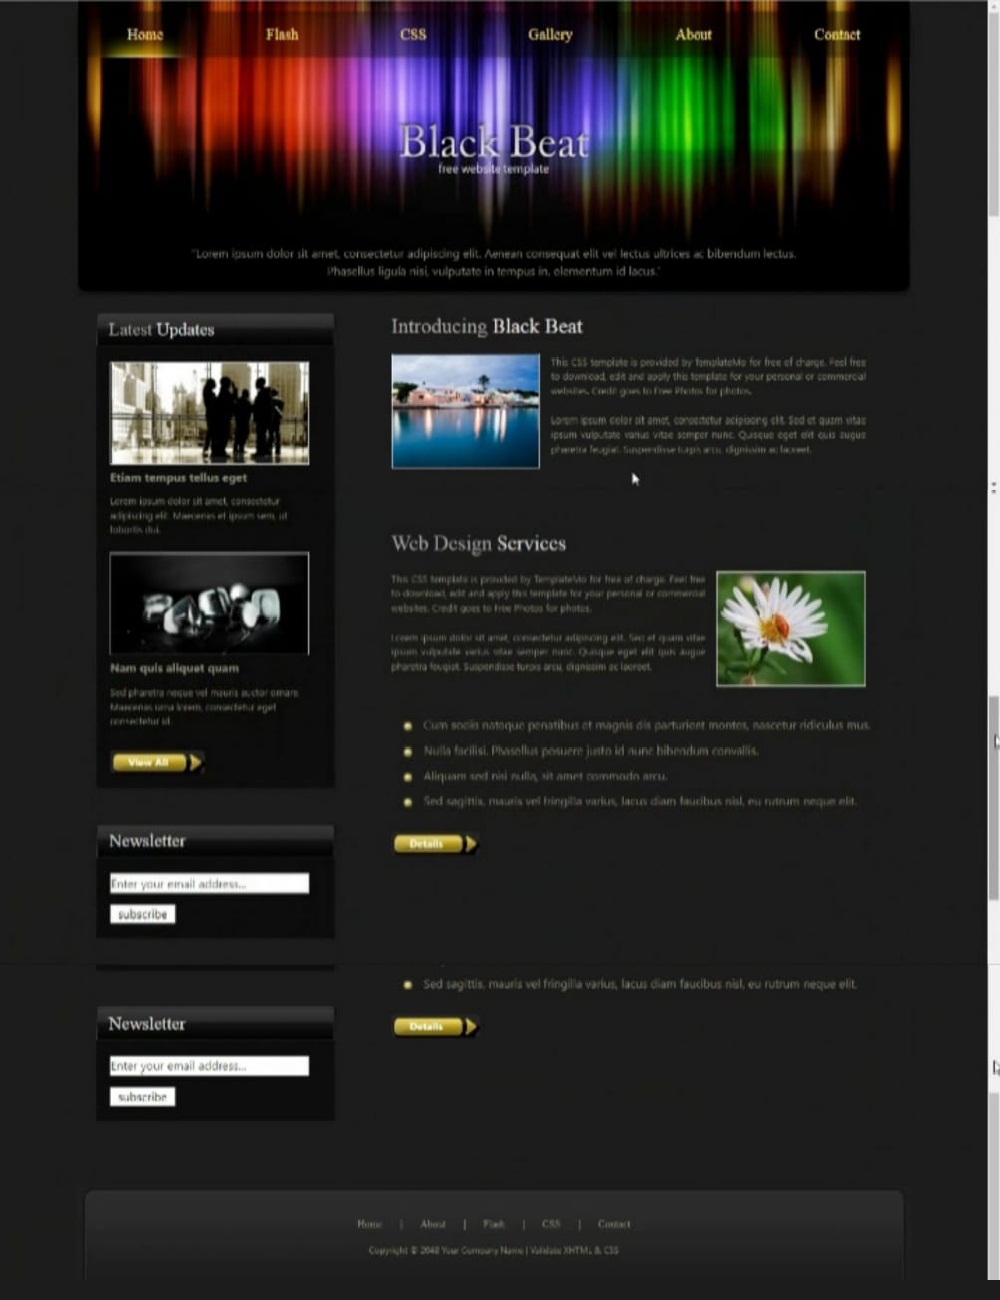 Home Flash CSS Gallery About Contact
Black Beat
free website template
"Lorem ipsum dolor sit amet, consectetur adipiscing elit. Aenean consequat elit vel lectus ultrices ac bibendum lectus.
Phasellus ligula nisi, vulputate in tempus in, elementum id lacus."
Latest Updates
Etiam tempus tellus eget
Lorem ipsum dolor sit amet, consectetur
adipiscing elit. Maecenas et ipsum sem, ut
lobortis dui.
Nam quis aliquet quam
Sed pharetra neque vel mauris auctor ornare.
Maecenas urna lorem, consectetur eget
consectetur id.
View All
Newsletter
Enter your email address...
subscribe
Introducing Black Beat
This CSS template is provided by TemplateMo for free of charge. Feel free
to download, edit and apply this template for your personal or commercial
websites. Credit goes to Free Photos for photos.
Lorem ipsum dolor sit amet, consectetur adipiscing elit. Sed et quam vitae
ipsum vulputate varius vitae semper nunc. Quisque eget elit quis augue
pharetra feugiat. Suspendisse turpis arcu, dignissim ac laoreet.
Web Design Services
This CSS template is provided by TemplateMo for free of charge. Feel free
to download, edit and apply this template for your personal or commercial
websites. Credit goes to Free Photos for photos.
Lorem ipsum dolor sit amet, consectetur adipiscing elit. Sed et quam vitae
ipsum vulputate varius vitae semper nunc. Quisque eget elit quis augue
pharetra feugiat. Suspendisse turpis arcu, dignissim ac laoreet.
Cum sociis natoque penatibus et magnis dis parturient montes, nascetur ridiculus mus.
Nulla facilisi. Phasellus posuere justo id nunc bibendum convallis.
Aliquam sed nisi nulla, sit amet commodo arcu.
Sed sagittis, mauris vel fringilla varius, lacus diam faucibus nisl, eu rutrum neque elit.
Details
Sed sagittis, mauris vel fringilla varius, lacus diam faucibus nisl, eu rutrum neque elit.
Details
Newsletter
Enter your email address...
subscribe
Home | About | Flash | CSS | Contact
Copyright © 2048 Your Company Name | Validate XHTML & CSS